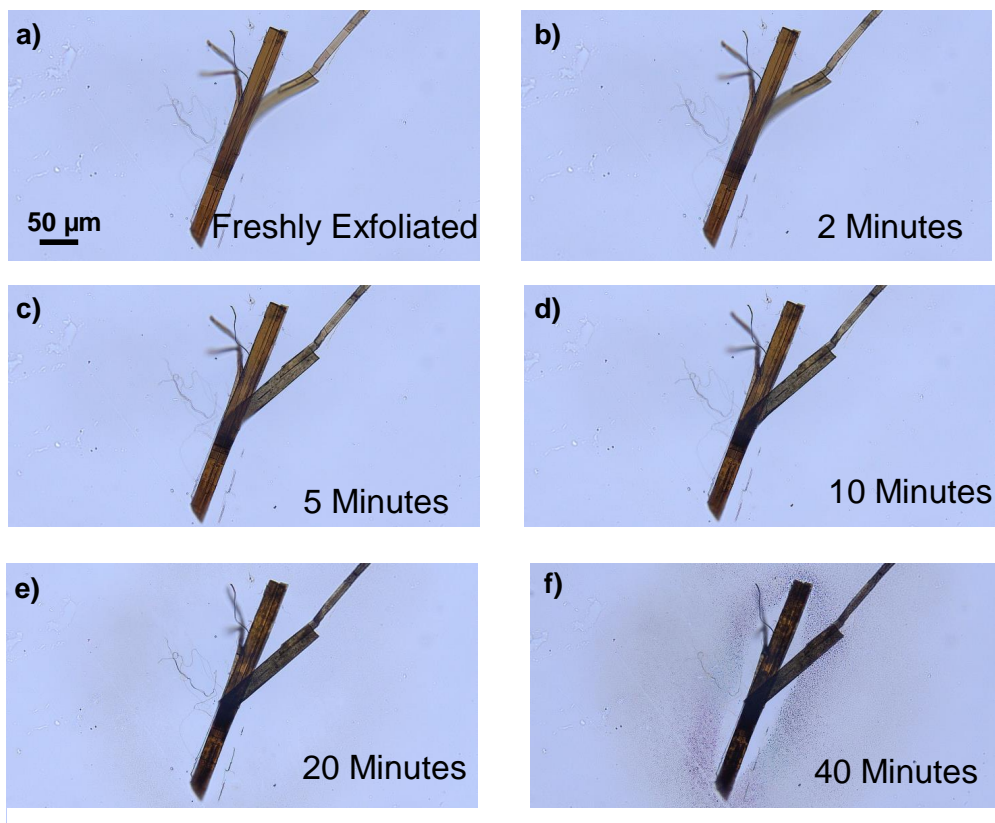 a)
50 µm
Freshly Exfoliated
b)
2 Minutes
c)
5 Minutes
d)
10 Minutes
e)
20 Minutes
f)
40 Minutes